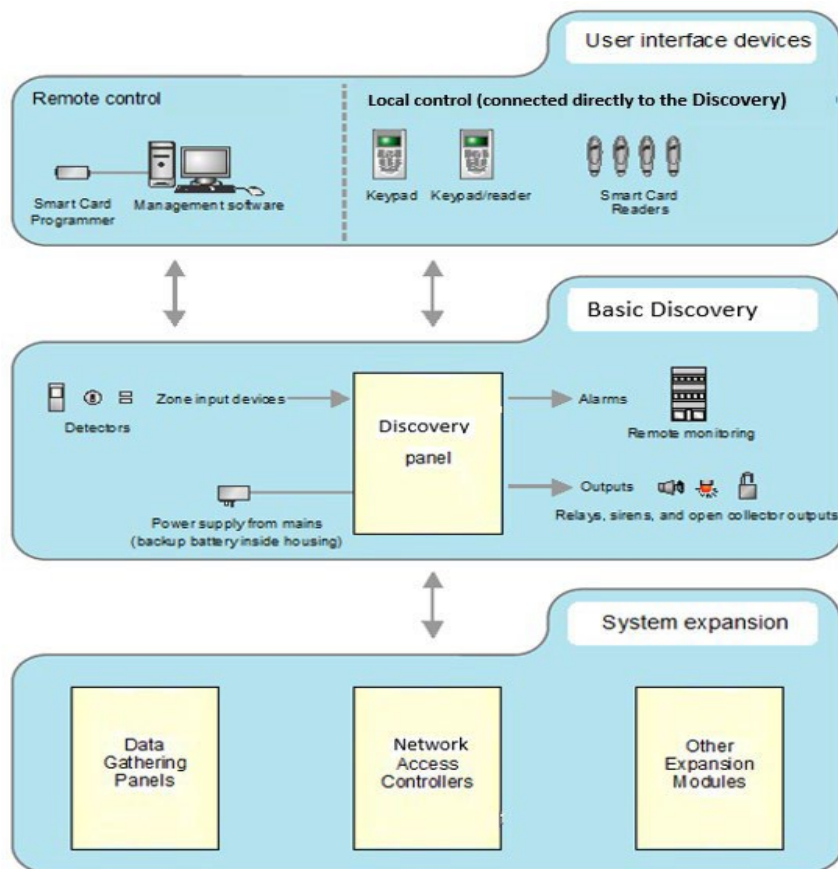 User interface devices
Remote control
Local control (connected directly to the Discovery)
Smart Card
Programmer
Management software
Keypad
Keypad/reader
Smart Card
Readers
Basic Discovery
Detectors
Zone input devices
Discovery
panel
Alarms
Remote monitoring
Power supply from mains
(backup battery inside housing)
Outputs
Relays, sirens, and open collector outputs
System expansion
Data
Gathering
Panels
Network
Access
Controllers
Other
Expansion
Modules